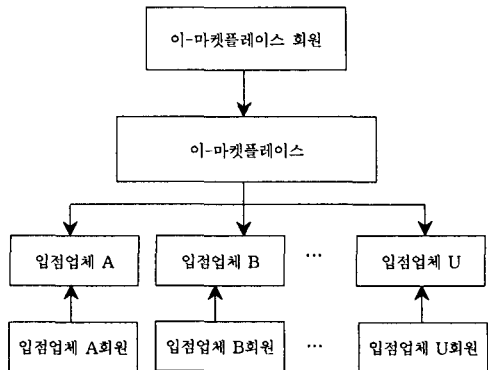 이-마켓플레이스 회원
이-마켓플레이스
입점업체 A
입점업체 B
···
입점업체 U
입점업체 A회원
입점업체 B회원
···
입점업체 U회원